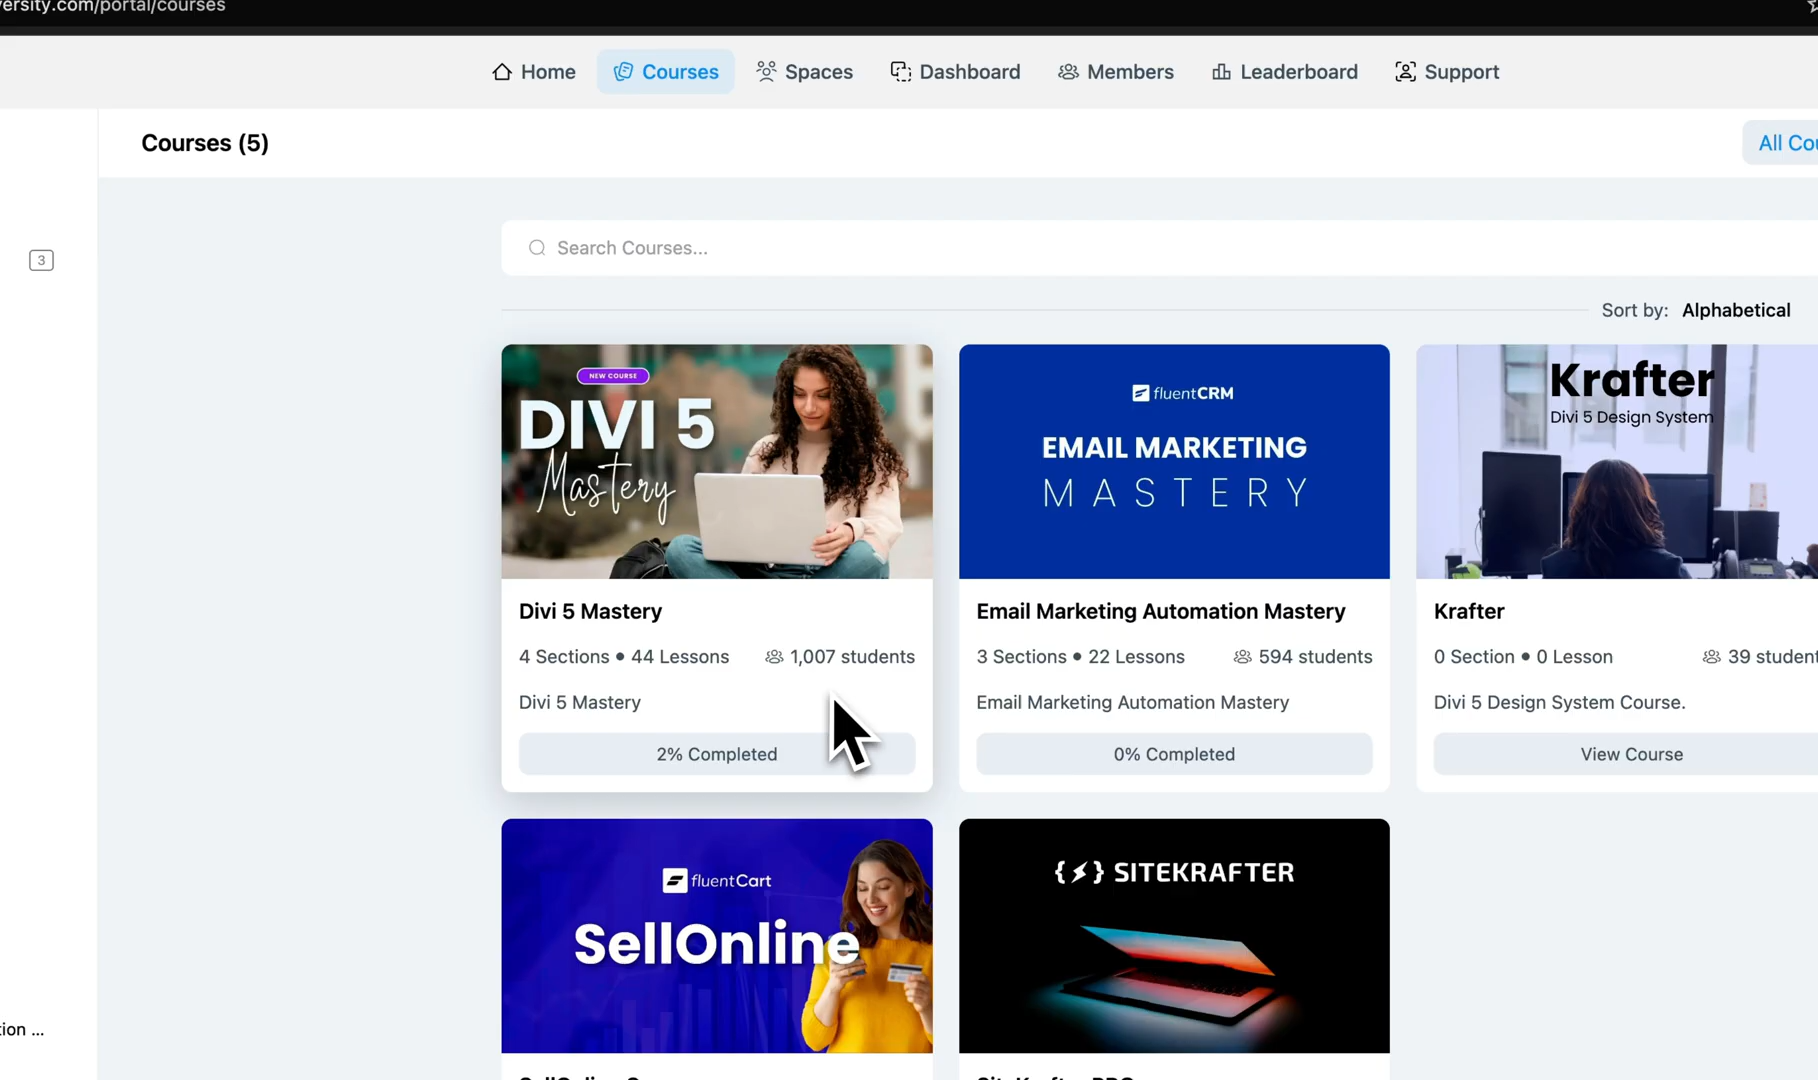 versity.com/portal/courses
Home
Courses
Spaces
Dashboard
Members
Leaderboard
Support
Courses (5)
All Cou
3
Search Courses...
Sort by: Alphabetical
NEW COURSE
DIVI 5
Mastery
fluentCRM
EMAIL MARKETING
MASTERY
Krafter
Divi 5 Design System
Divi 5 Mastery
4 Sections • 44 Lessons
1,007 students
Divi 5 Mastery
2% Completed
Email Marketing Automation Mastery
3 Sections • 22 Lessons
594 students
Email Marketing Automation Mastery
0% Completed
Krafter
0 Section • 0 Lesson
39 student
Divi 5 Design System Course.
View Course
fluentCart
SellOnline
{⚡} SITEKRAFTER
tion ...